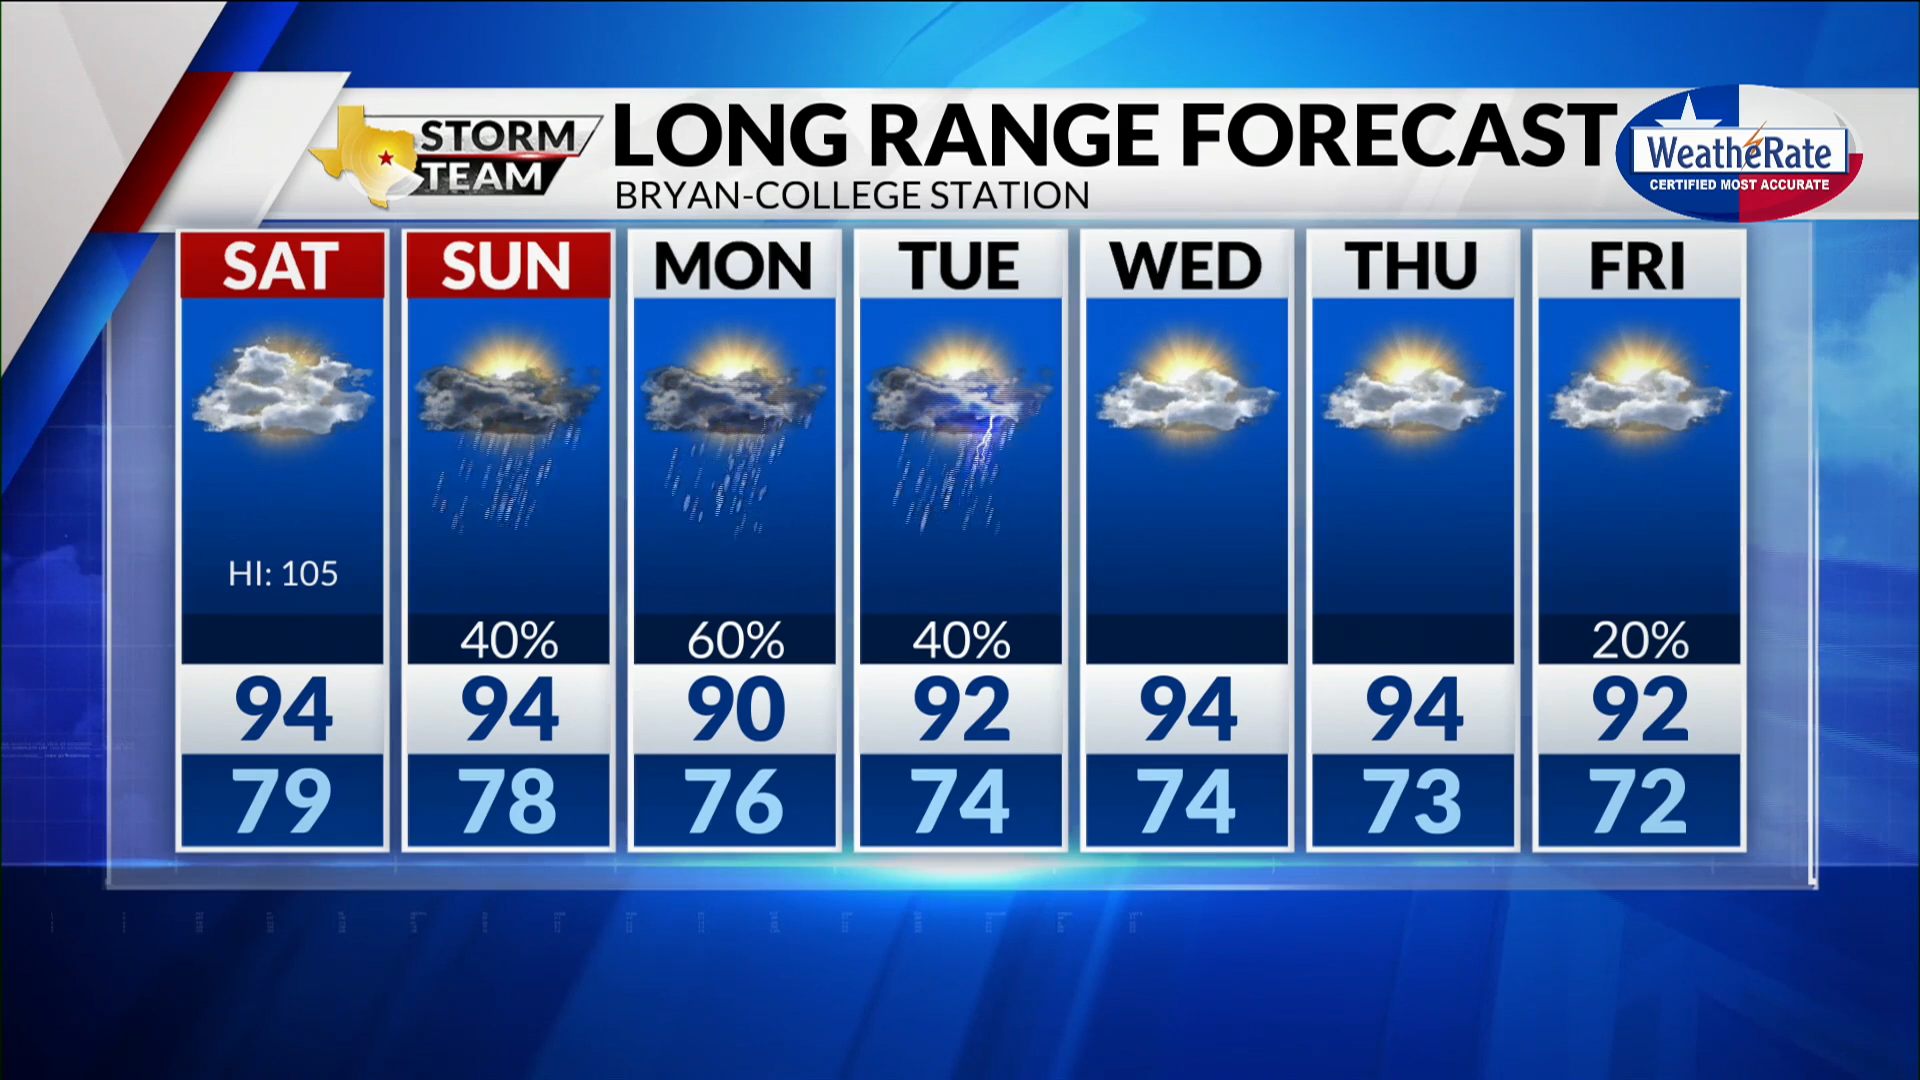 STORM
TEAM
LONG RANGE FORECAST
BRYAN-COLLEGE STATION
WeatheRate
CERTIFIED MOST ACCURATE
SAT SUN MON TUE WED THU FRI
HI: 105
40% 60% 40% 20%
94 94 90 92 94 94 92
79 78 76 74 74 73 72